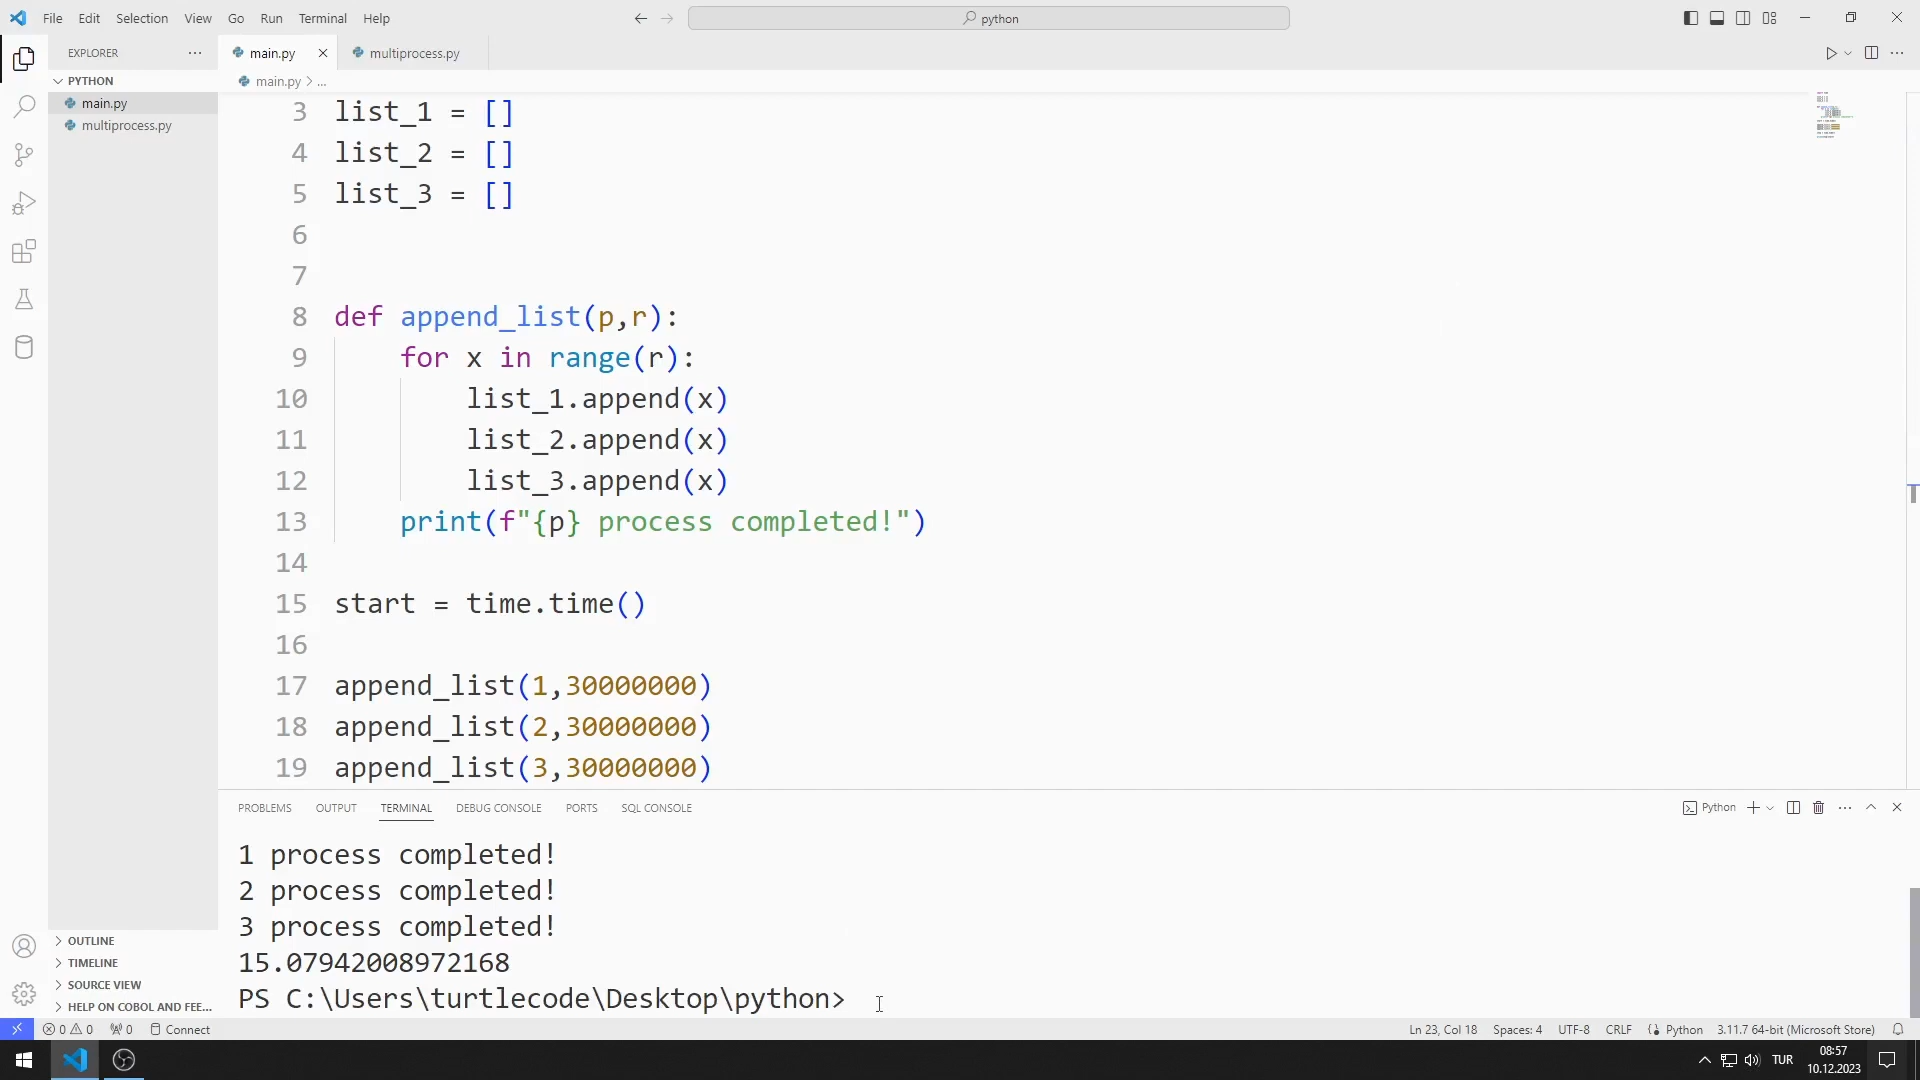 File Edit Selection View Go Run Terminal Help
python
EXPLORER
main.py
multiprocess.py
PYTHON
main.py
multiprocess.py
main.py > ...
3 list_1 = []
4 list_2 = []
5 list_3 = []
6
7
8 def append_list(p,r):
9 for x in range(r):
10 list_1.append(x)
11 list_2.append(x)
12 list_3.append(x)
13 print(f"{p} process completed!")
14
15 start = time.time()
16
17 append_list(1,30000000)
18 append_list(2,30000000)
19 append_list(3,30000000)
PROBLEMS OUTPUT TERMINAL DEBUG CONSOLE PORTS SQL CONSOLE
Python
1 process completed!
2 process completed!
3 process completed!
15.07942008972168
PS C:\Users\turtlecode\Desktop\python>
OUTLINE
TIMELINE
SOURCE VIEW
HELP ON COBOL AND FEE...
0 0 0 Connect
Ln 23, Col 18 Spaces: 4 UTF-8 CRLF Python 3.11.7 64-bit (Microsoft Store)
TUR
08:57
10.12.2023